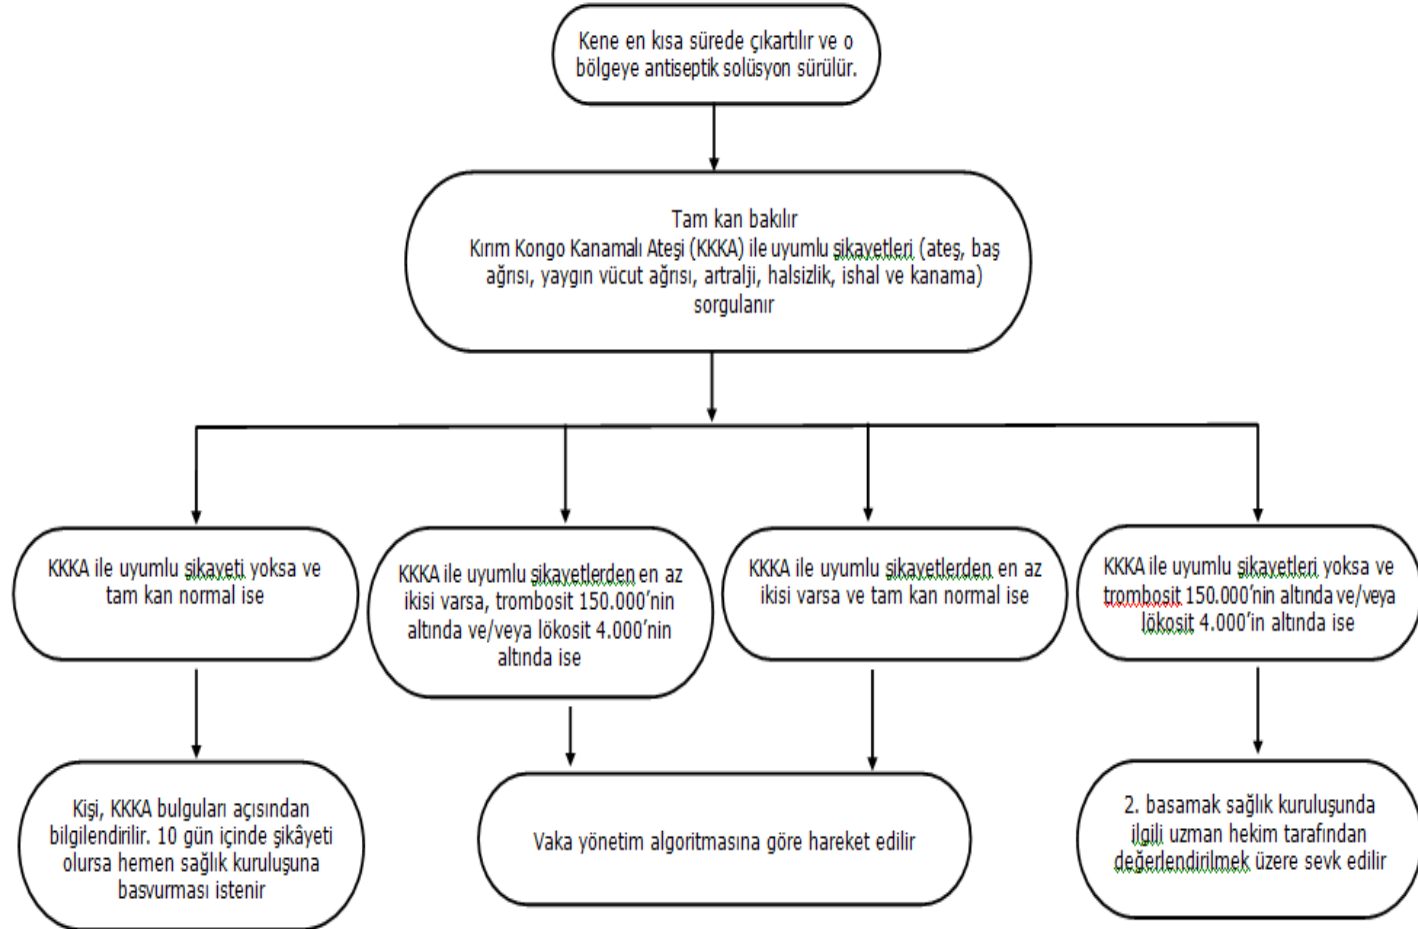 Kene en kısa sürede çıkartılır ve o
bölgeye antiseptik solüsyon sürülür.
Tam kan bakılır
Kırım Kongo Kanamalı Ateşi (KKKA) ile uyumlu şikayetleri (ateş, baş
ağrısı, yaygın vücut ağrısı, artralji, halsizlik, ishal ve kanama)
sorgulanır
KKKA ile uyumlu şikayeti yoksa ve
tam kan normal ise
KKKA ile uyumlu şikayetlerden en az
ikisi varsa, trombosit 150.000’nin
altında ve/veya lökosit 4.000’nin
altında ise
KKKA ile uyumlu şikayetlerden en az
ikisi varsa ve tam kan normal ise
KKKA ile uyumlu şikayetleri yoksa ve
trombosit 150.000’nin altında ve/veya
lökosit 4.000’in altında ise
Kişi, KKKA bulguları açısından
bilgilendirilir. 10 gün içinde şikâyeti
olursa hemen sağlık kuruluşuna
basvurması istenir
Vaka yönetim algoritmasına göre hareket edilir
2. basamak sağlık kuruluşunda
ilgili uzman hekim tarafından
değerlendirilmek üzere sevk edilir